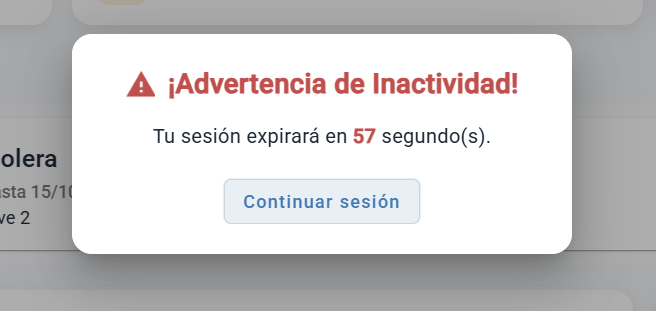 ¡Advertencia de Inactividad!
Tu sesión expirará en 57 segundo(s).
olera
asta 15/10
ve 2
Continuar sesión